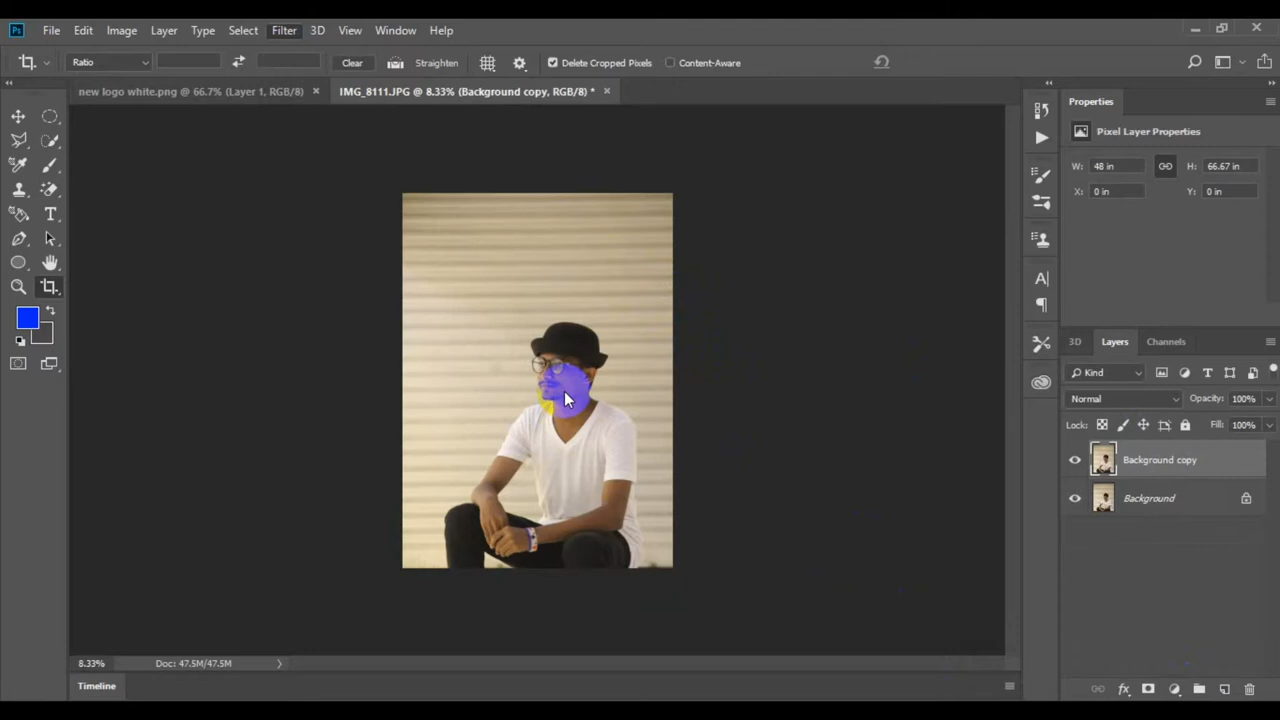 Ps File Edit Image Layer Type Select Filter 3D View Window Help
Ratio Clear Straighten Delete Cropped Pixels Content-Aware
new logo white.png @ 66.7% (Layer 1, RGB/8) × IMG_8111.JPG @ 8.33% (Background copy, RGB/8) * ×
Properties
Pixel Layer Properties
W: 48 in H: 66.67 in
X: 0 in Y: 0 in
3D Layers Channels
Kind
Normal Opacity: 100%
Lock: Fill: 100%
Background copy
Background
8.33% Doc: 47.5M/47.5M
Timeline